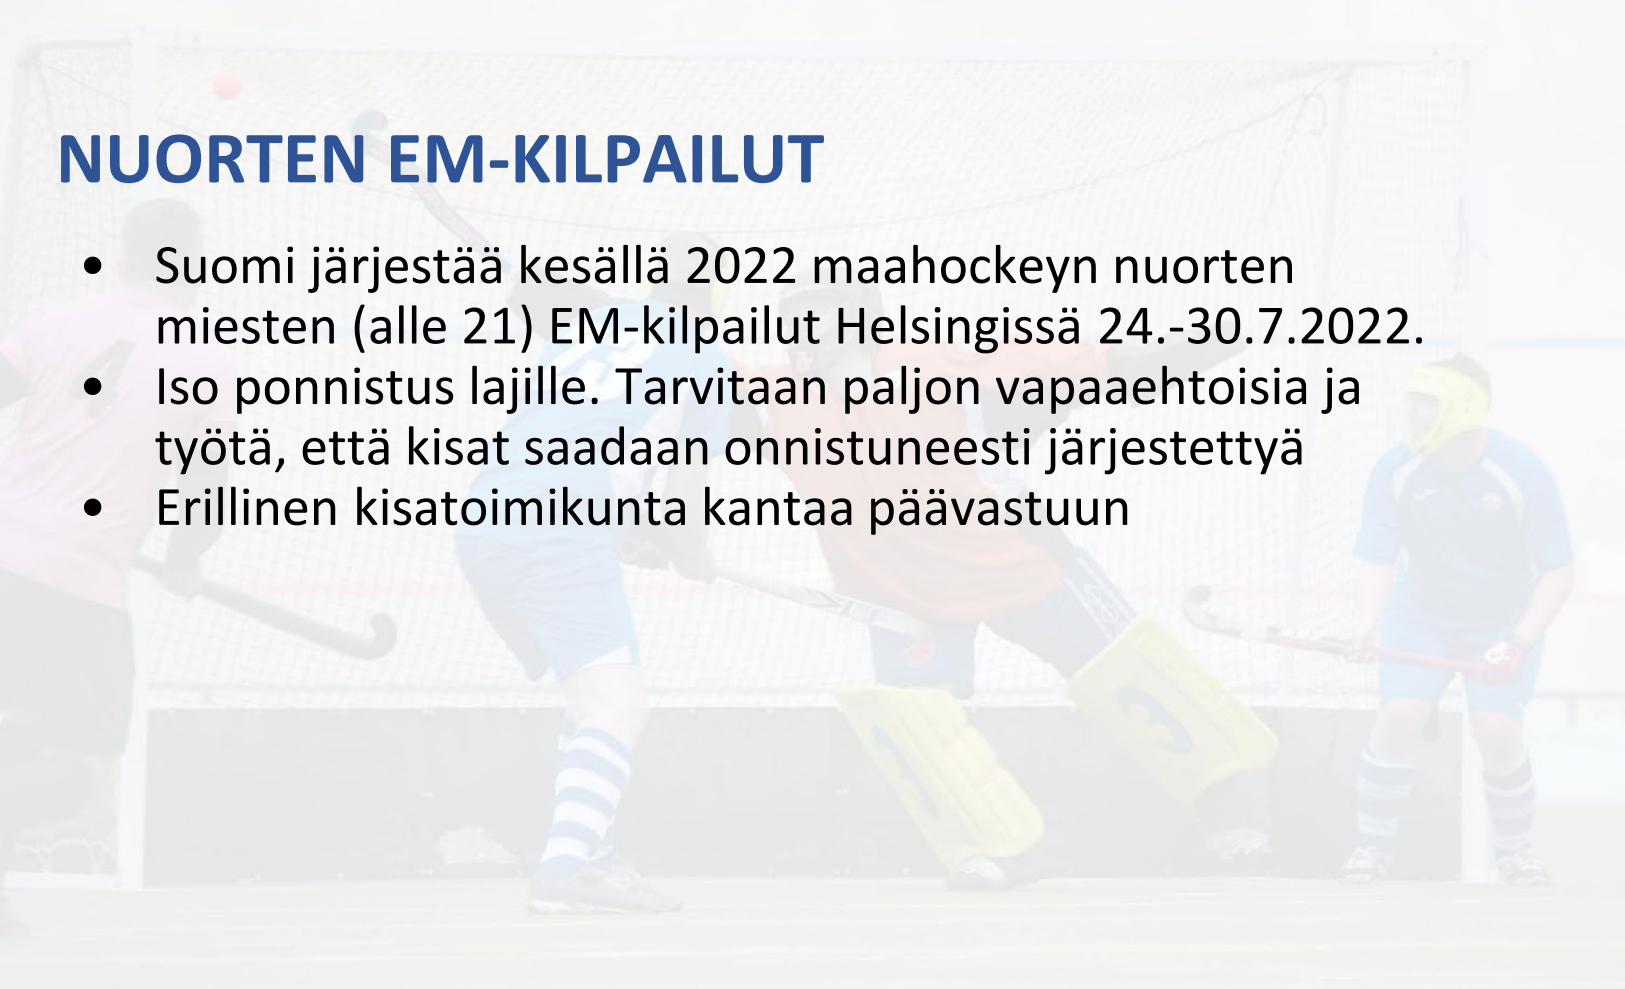 NUORTEN EM-KILPAILUT
• Suomi järjestää kesällä 2022 maahockeyn nuorten
miesten (alle 21) EM-kilpailut Helsingissä 24.-30.7.2022.
• Iso ponnistus lajille. Tarvitaan paljon vapaaehtoisia ja
työtä, että kisat saadaan onnistuneesti järjestettyä
• Erillinen kisatoimikunta kantaa päävastuun